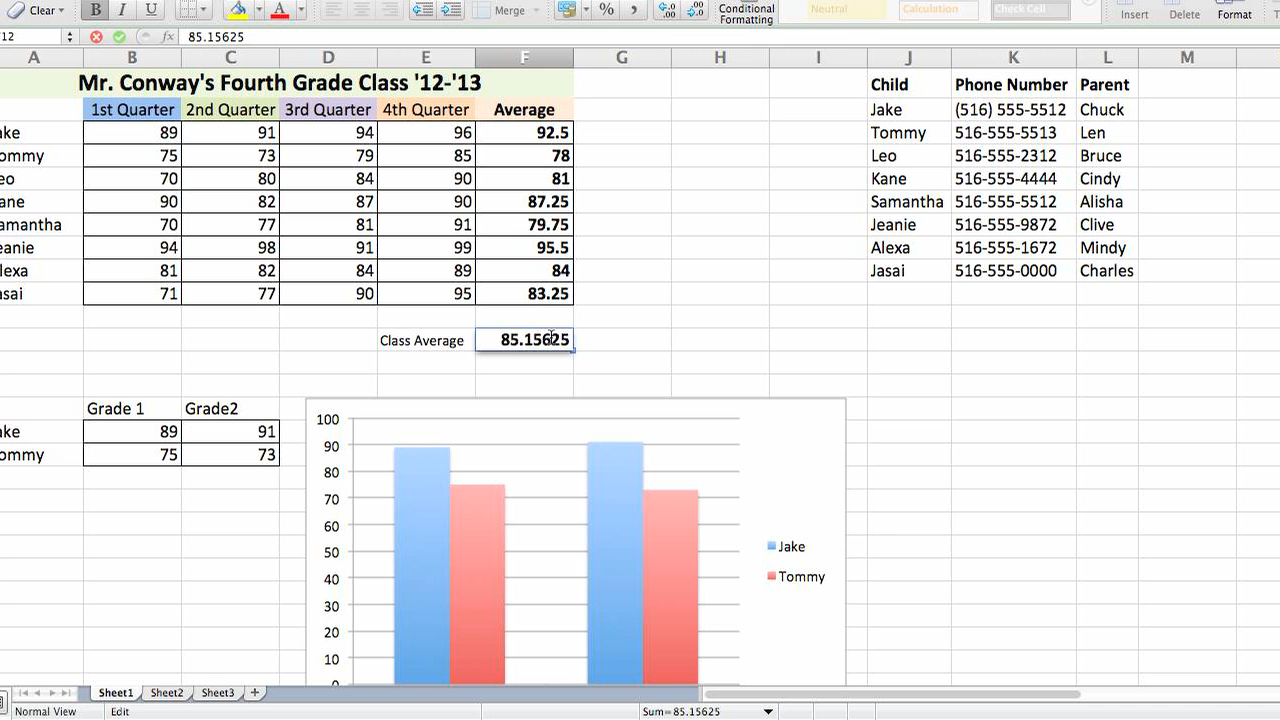 Clear B I U Merge % Conditional Formatting Neutral Calculation Check Cell Insert Delete Format
12 fx 85.15625
A B C D E F G H I J K L M
Mr. Conway's Fourth Grade Class '12-'13 Child Phone Number Parent
1st Quarter 2nd Quarter 3rd Quarter 4th Quarter Average Jake (516) 555-5512 Chuck
ake 89 91 94 96 92.5 Tommy 516-555-5513 Len
ommy 75 73 79 85 78 Leo 516-555-2312 Bruce
eo 70 80 84 90 81 Kane 516-555-4444 Cindy
ane 90 82 87 90 87.25 Samantha 516-555-5512 Alisha
amantha 70 77 81 91 79.75 Jeanie 516-555-9872 Clive
eanie 94 98 91 99 95.5 Alexa 516-555-1672 Mindy
lexa 81 82 84 89 84 Jasai 516-555-0000 Charles
asai 71 77 90 95 83.25
Class Average 85.15625
Grade 1 Grade2
ake 89 91
ommy 75 73
100
90
80
70
60
50
40
30
20
10
0
Jake
Tommy
Sheet1 Sheet2 Sheet3 +
Normal View Edit Sum=85.15625